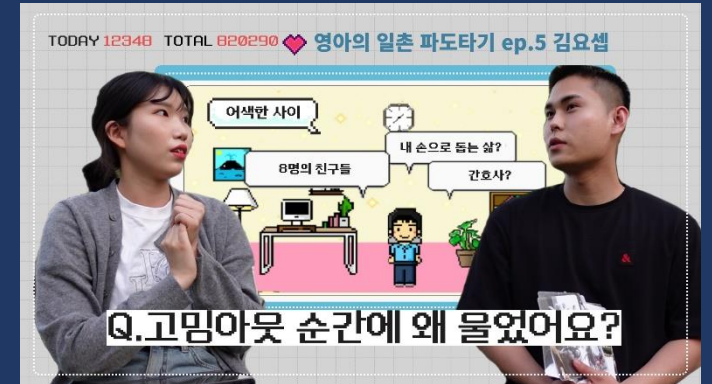 TODAY 12348 TOTAL 820290 영아의 일촌 파도타기 ep.5 김요셉
어색한 사이
내 손으로 돕는 삶?
8명의 친구들
간호사?
Q.고밍아웃 순간에 왜 울었어요?